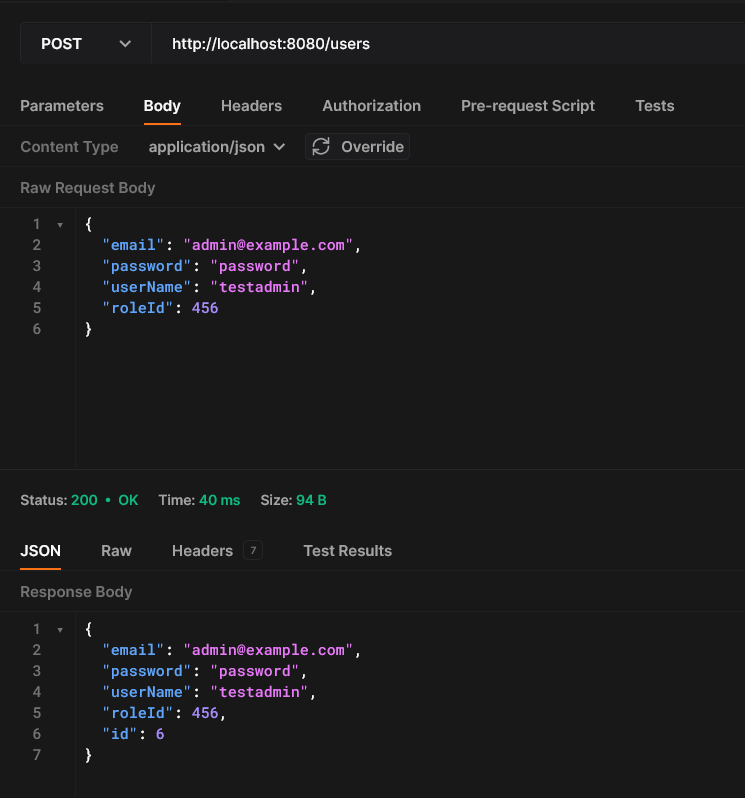 POST http://localhost:8080/users
Parameters Body Headers Authorization Pre-request Script Tests
Content Type application/json Override
Raw Request Body
1 {
2 "email": "admin@example.com",
3 "password": "password",
4 "userName": "testadmin",
5 "roleId": 456
6 }
Status: 200 • OK Time: 40 ms Size: 94 B
JSON Raw Headers 7 Test Results
Response Body
1 {
2 "email": "admin@example.com",
3 "password": "password",
4 "userName": "testadmin",
5 "roleId": 456,
6 "id": 6
7 }